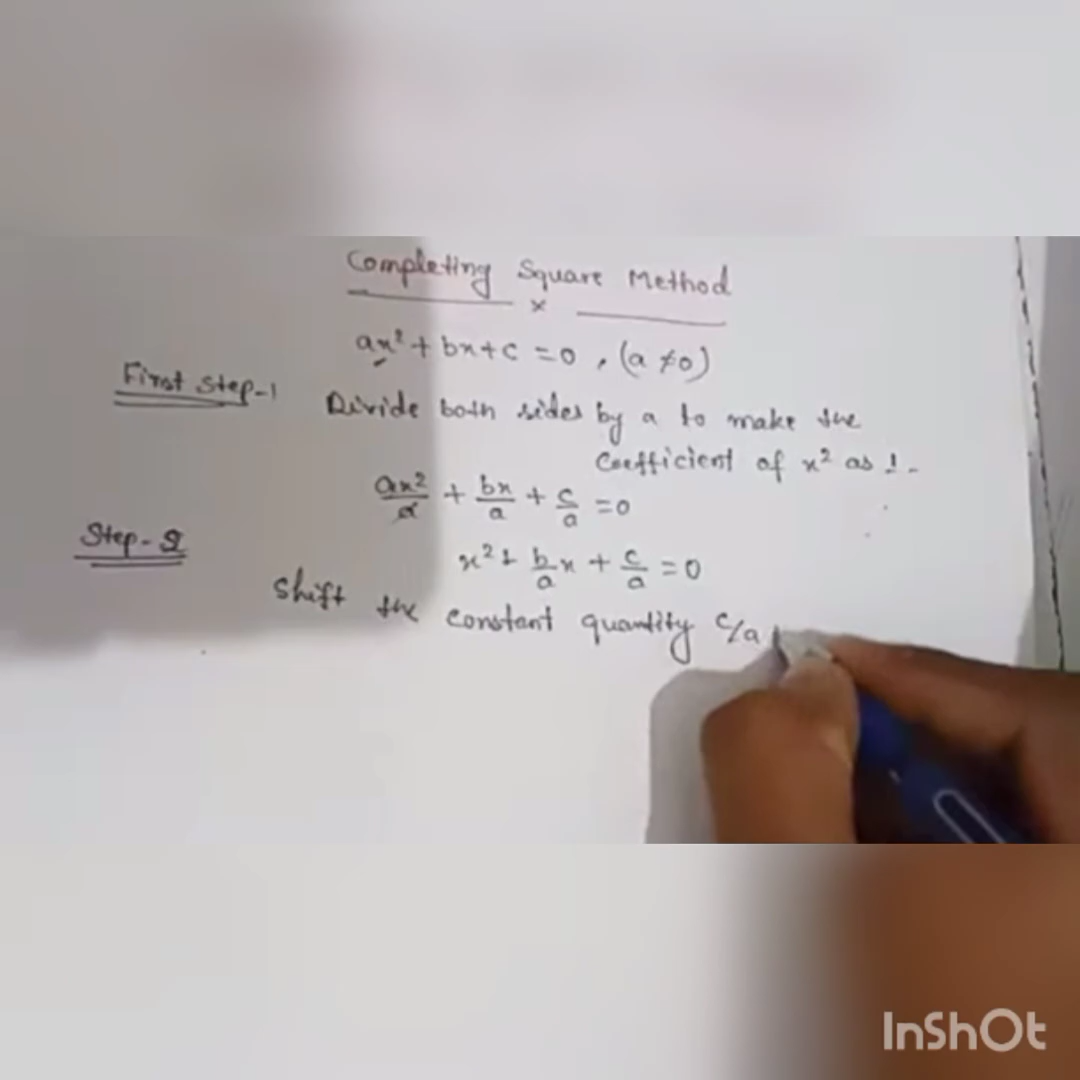 Completing Square Method
×
ax² + bx + c = 0 , (a ≠ 0)
First Step-1
Divide both sides by a to make the
Coefficient of x² as 1.
ax²/a + bx/a + c/a = 0
Step-2
x² + b/a x + c/a = 0
Shift the constant quantity c/a
InShOt